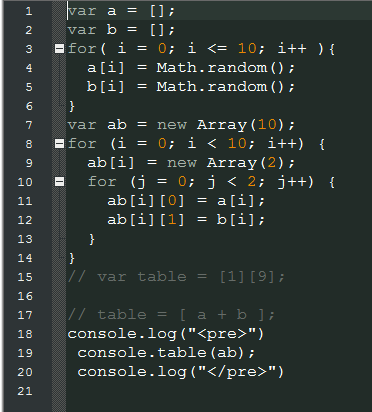 1 var a = [];
2 var b = [];
3 for( i = 0; i <= 10; i++ ){
4   a[i] = Math.random();
5   b[i] = Math.random();
6 }
7 var ab = new Array(10);
8 for (i = 0; i < 10; i++) {
9   ab[i] = new Array(2);
10   for (j = 0; j < 2; j++) {
11     ab[i][0] = a[i];
12     ab[i][1] = b[i];
13   }
14 }
15 // var table = [1][9];
16
17 // table = [ a + b ];
18 console.log("<pre>")
19  console.table(ab);
20  console.log("</pre>")
21